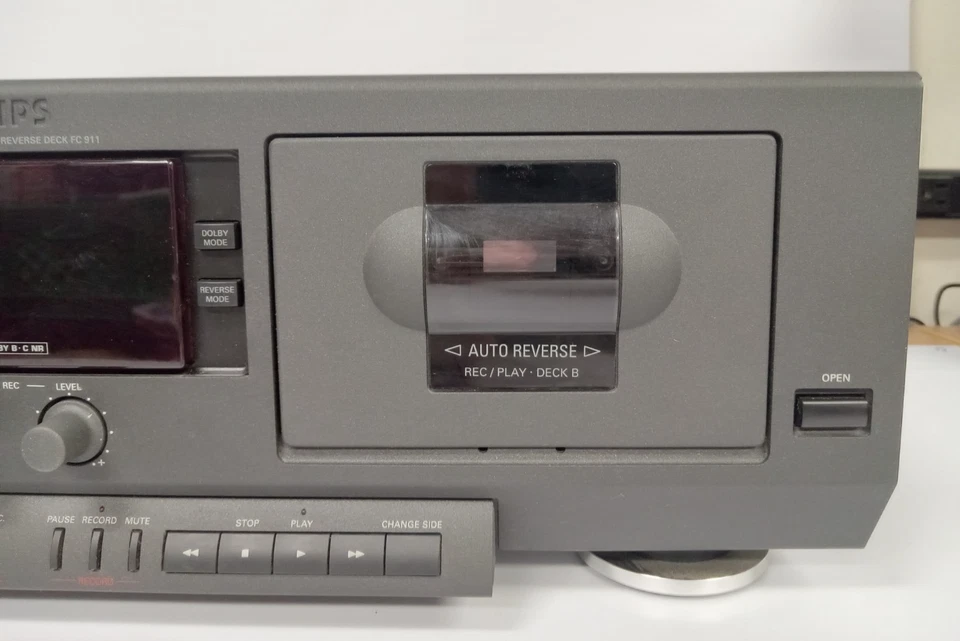 IPS
REVERSE DECK FC 911
DOLBY
MODE
REVERSE
MODE
BY B·C NR
◁ AUTO REVERSE ▷
REC / PLAY · DECK B
OPEN
REC — LEVEL
+
PAUSE RECORD MUTE STOP PLAY CHANGE SIDE
RECORD